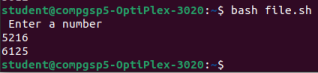 student@compgsp5-OptiPlex-3020:~$ bash file.sh
Enter a number
5216
6125
student@compgsp5-OptiPlex-3020:~$